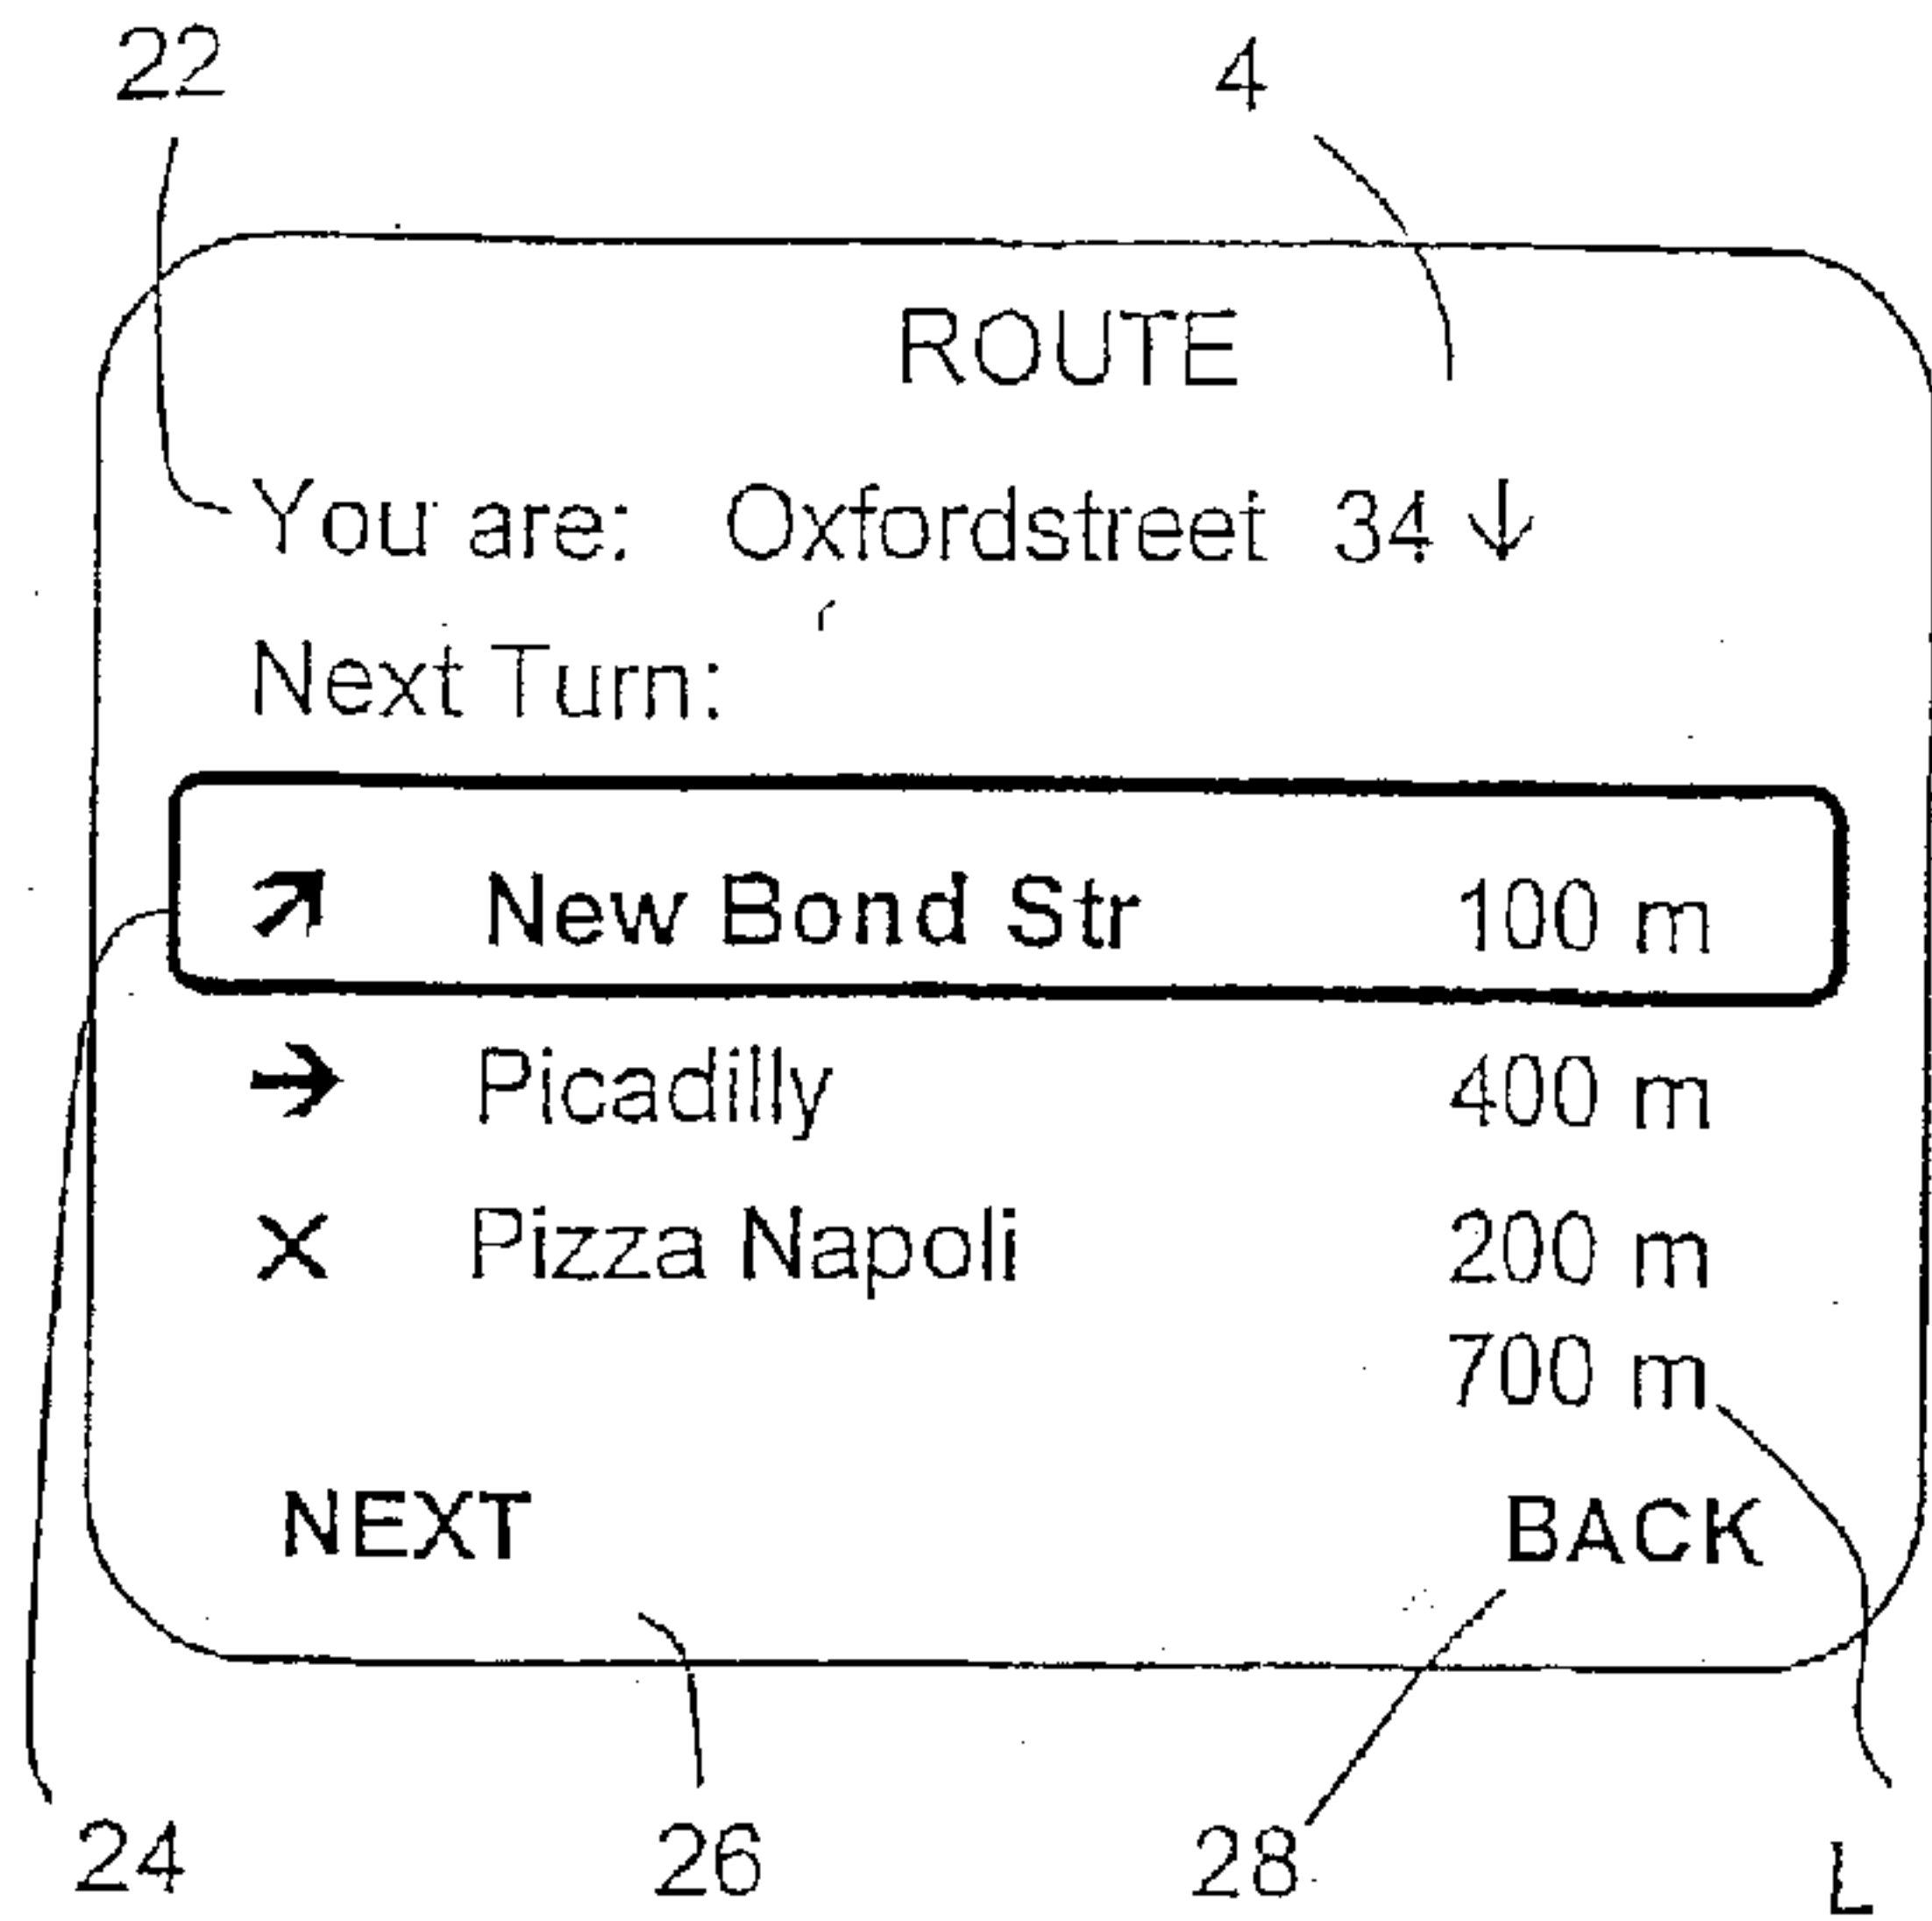 22 4
ROUTE
You are: Oxfordstreet 34 ↓
Next Turn:
↗ New Bond Str 100 m
→ Picadilly 400 m
× Pizza Napoli 200 m
700 m
NEXT BACK
24 26 28 L